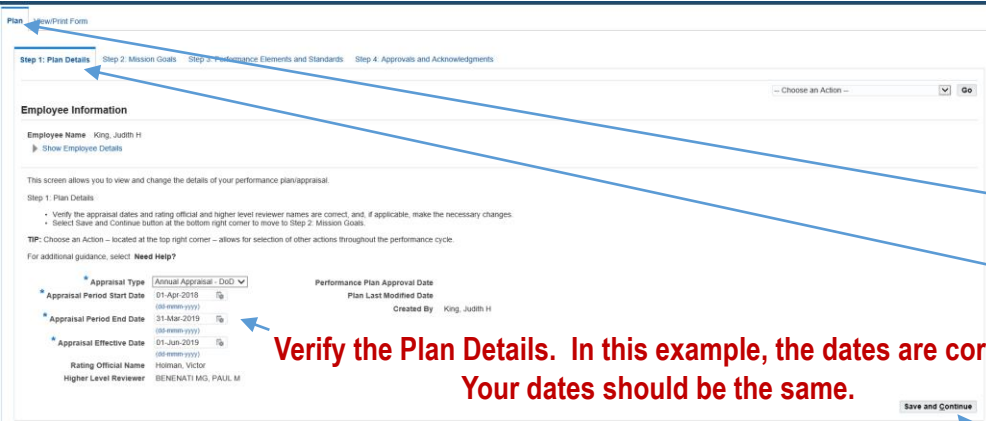 Plan View/Print Form
Step 1: Plan Details Step 2: Mission Goals Step 3: Performance Elements and Standards Step 4: Approvals and Acknowledgments
-- Choose an Action -- Go
Employee Information
Employee Name King, Judith H
Show Employee Details
This screen allows you to view and change the details of your performance plan/appraisal.
Step 1: Plan Details
• Verify the appraisal dates and rating official and higher level reviewer names are correct, and, if applicable, make the necessary changes.
• Select Save and Continue button at the bottom right corner to move to Step 2: Mission Goals.
TIP: Choose an Action – located at the top right corner – allows for selection of other actions throughout the performance cycle.
For additional guidance, select Need Help?
* Appraisal Type Annual Appraisal - DoD Performance Plan Approval Date
* Appraisal Period Start Date 01-Apr-2018 Plan Last Modified Date
(dd-mmm-yyyy) Created By King, Judith H
* Appraisal Period End Date 31-Mar-2019
(dd-mmm-yyyy)
* Appraisal Effective Date 01-Jun-2019
(dd-mmm-yyyy)
Rating Official Name Holman, Victor
Higher Level Reviewer BENENATI MG, PAUL M
Verify the Plan Details. In this example, the dates are cor
Your dates should be the same.
Save and Continue